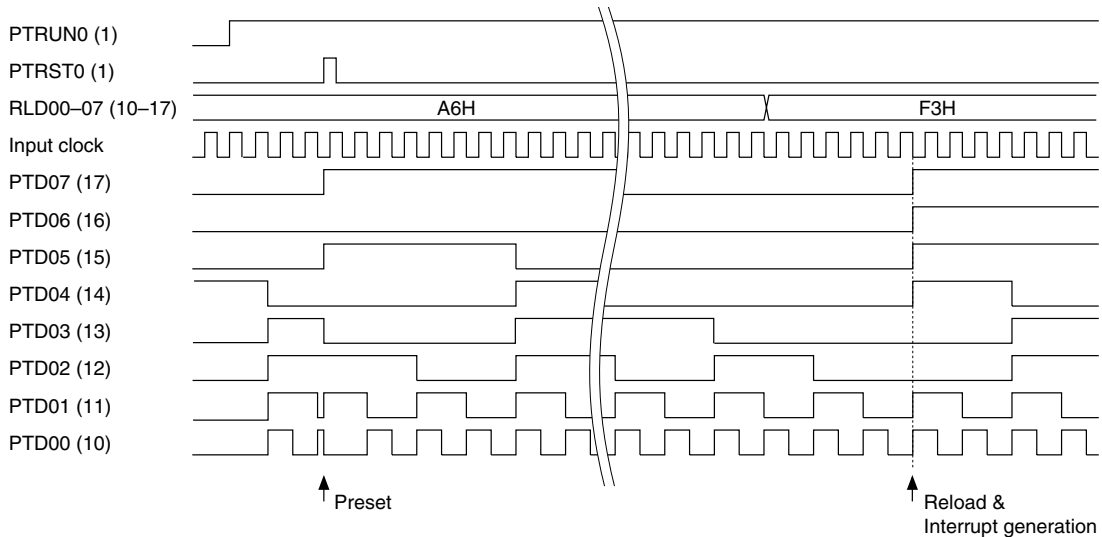 PTRUN0 (1)
PTRST0 (1)
RLD00–07 (10–17)
A6H
F3H
Input clock
PTD07 (17)
PTD06 (16)
PTD05 (15)
PTD04 (14)
PTD03 (13)
PTD02 (12)
PTD01 (11)
PTD00 (10)
Preset
Reload &
Interrupt generation